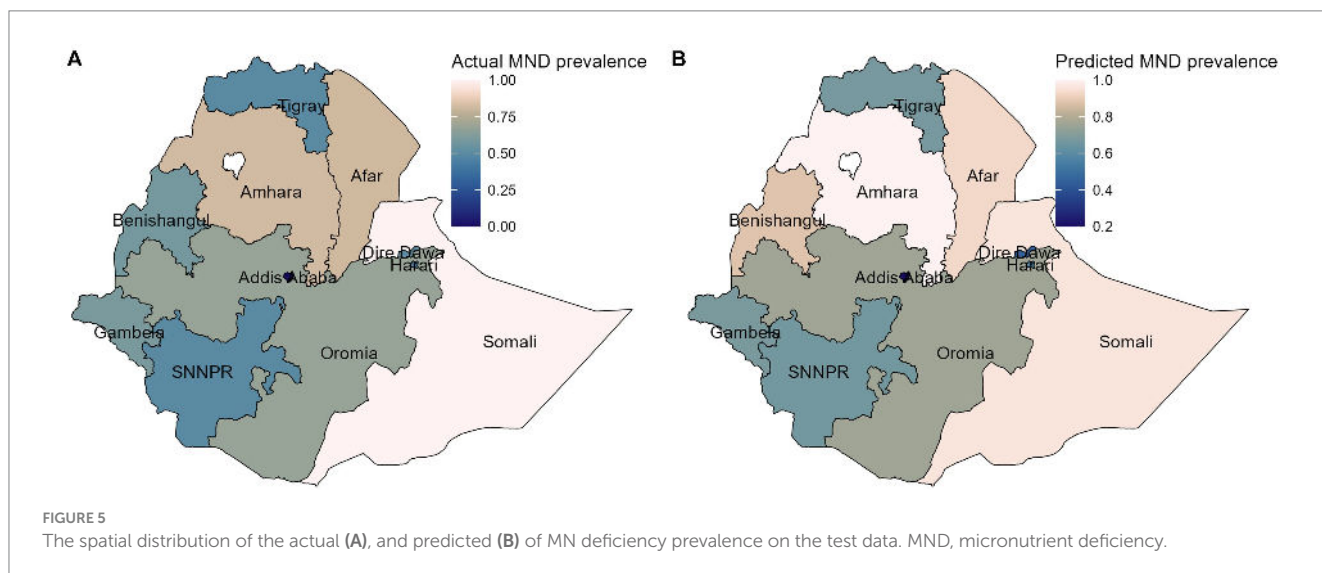 A
Actual MND prevalence
1.00
0.75
0.50
0.25
0.00
Tigray
Afar
Amhara
Benishangul
Dire Dawa
Harari
Addis Ababa
Gambela
Oromia
Somali
SNNPR
B
Predicted MND prevalence
1.0
0.8
0.6
0.4
0.2
Tigray
Afar
Amhara
Benishangul
Dire Dawa
Harari
Addis Ababa
Gambela
Oromia
Somali
SNNPR
FIGURE 5
The spatial distribution of the actual (A), and predicted (B) of MN deficiency prevalence on the test data. MND, micronutrient deficiency.